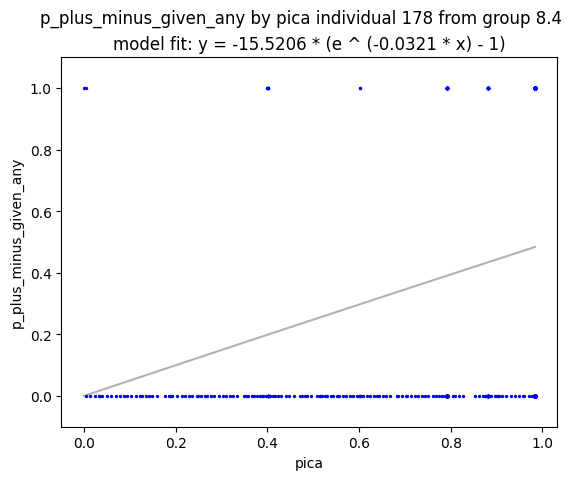 p_plus_minus_given_any by pica individual 178 from group 8.4
model fit: y = -15.5206 * (e ^ (-0.0321 * x) - 1)
1.0
0.8
0.6
0.4
0.2
0.0
p_plus_minus_given_any
0.0 0.2 0.4 0.6 0.8 1.0
pica